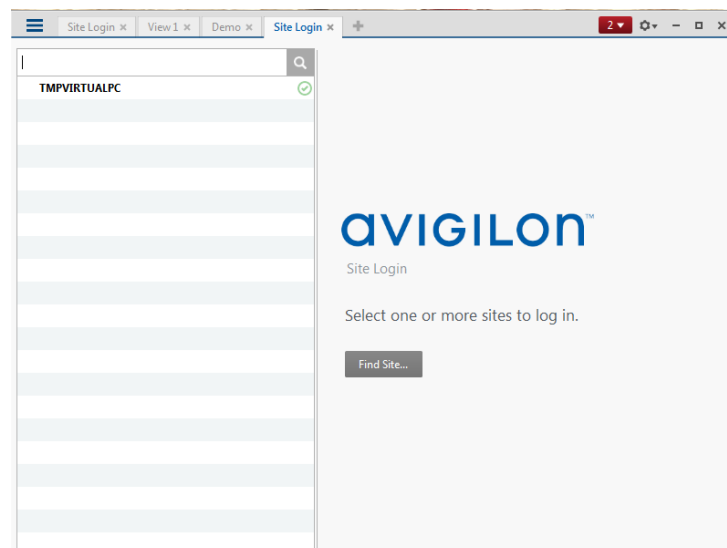 Site Login View 1 Demo Site Login 2
TMPVIRTUALPC
avigilon™
Site Login
Select one or more sites to log in.
Find Site...